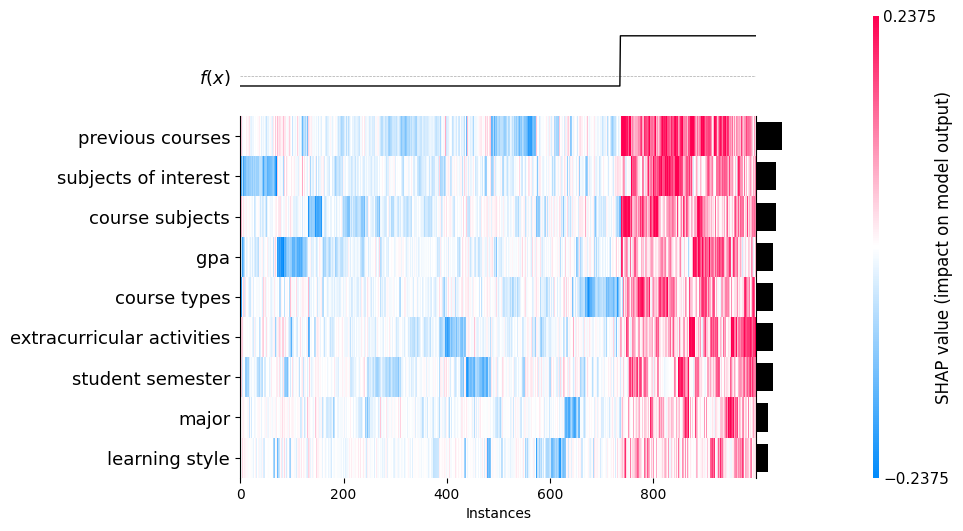 0.2375
f(x)
previous courses
subjects of interest
course subjects
gpa
course types
extracurricular activities
student semester
major
learning style
SHAP value (impact on model output)
−0.2375
0 200 400 600 800
Instances